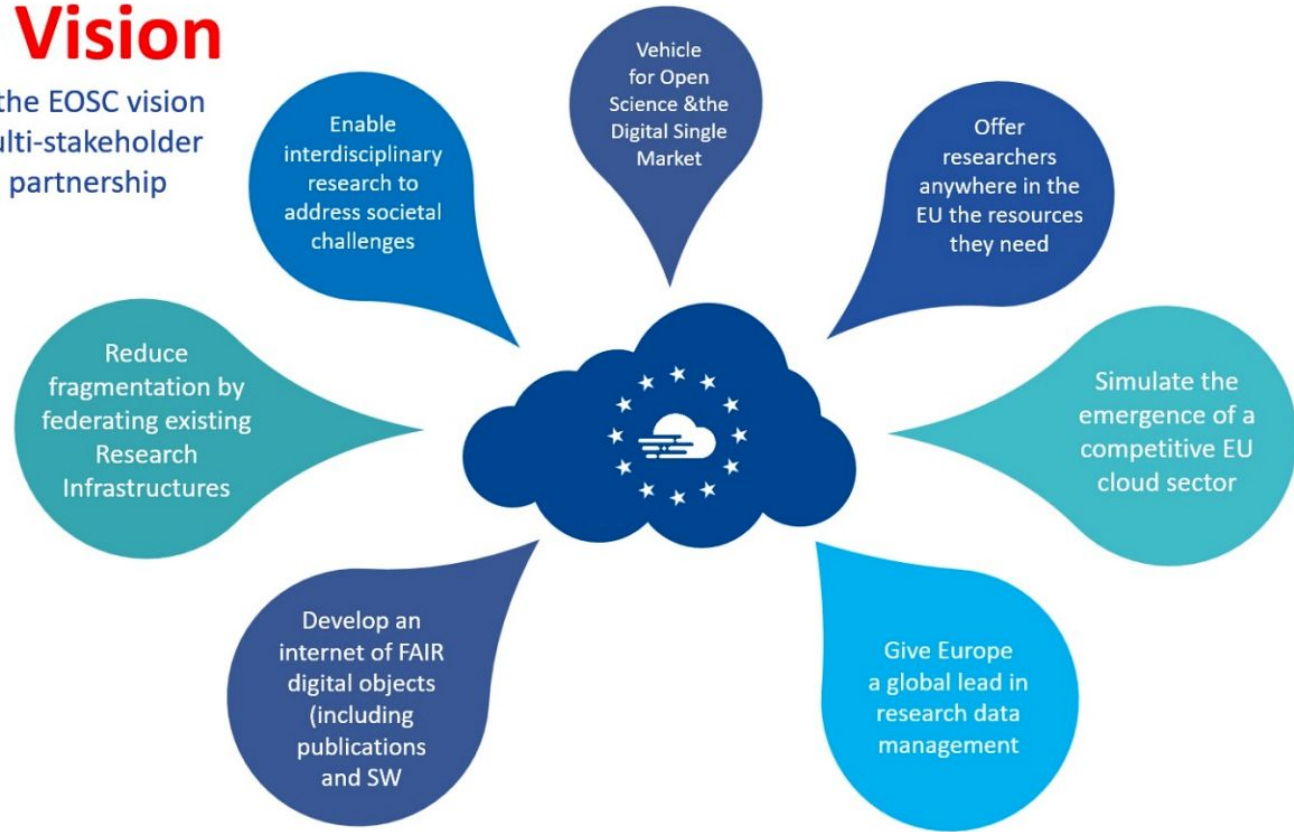 Vision
the EOSC vision
ulti-stakeholder
partnership
Vehicle
for Open
Science &the
Digital Single
Market
Enable
interdisciplinary
research to
address societal
challenges
Offer
researchers
anywhere in the
EU the resources
they need
Reduce
fragmentation by
federating existing
Research
Infrastructures
Simulate the
emergence of a
competitive EU
cloud sector
Develop an
internet of FAIR
digital objects
(including
publications
and SW
Give Europe
a global lead in
research data
management